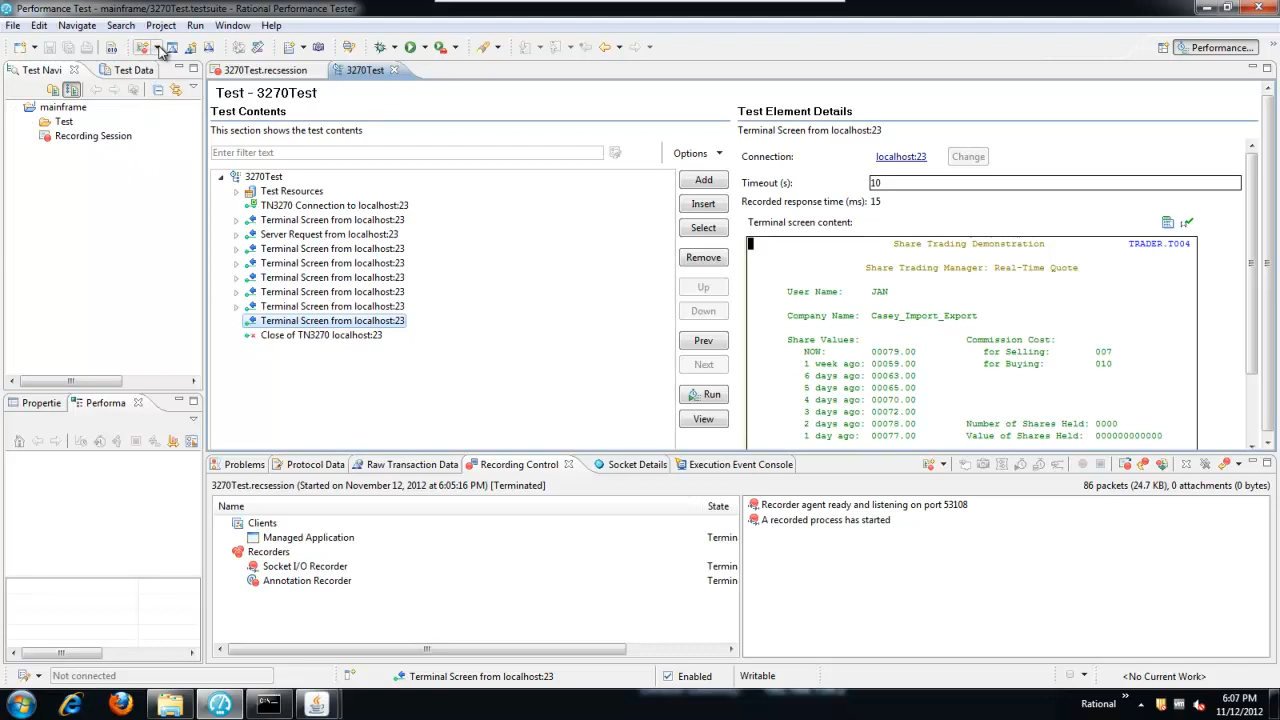 Performance Test - mainframe/3270Test.testsuite - Rational Performance Tester
File Edit Navigate Search Project Run Window Help
Performance...
Test Navi Test Data
mainframe
Test
Recording Session
Propertie Performa
3270Test.recsession 3270Test
Test - 3270Test
Test Contents
This section shows the test contents
Enter filter text
Options
3270Test
Test Resources
TN3270 Connection to localhost:23
Terminal Screen from localhost:23
Server Request from localhost:23
Terminal Screen from localhost:23
Terminal Screen from localhost:23
Terminal Screen from localhost:23
Terminal Screen from localhost:23
Terminal Screen from localhost:23
Terminal Screen from localhost:23
Close of TN3270 localhost:23
Add
Insert
Select
Remove
Up
Down
Prev
Next
Run
View
Test Element Details
Terminal Screen from localhost:23
Connection: localhost:23 Change
Timeout (s): 10
Recorded response time (ms): 15
Terminal screen content:
Share Trading Demonstration TRADER.T004
Share Trading Manager: Real-Time Quote
User Name: JAN
Company Name: Casey_Import_Export
Share Values: Commission Cost:
NOW: 00079.00 for Selling: 007
1 week ago: 00059.00 for Buying: 010
6 days ago: 00063.00
5 days ago: 00065.00
4 days ago: 00070.00
3 days ago: 00072.00
2 days ago: 00078.00 Number of Shares Held: 0000
1 day ago: 00077.00 Value of Shares Held: 000000000000
Problems Protocol Data Raw Transaction Data Recording Control Socket Details Execution Event Console
3270Test.recsession (Started on November 12, 2012 at 6:05:16 PM) [Terminated] 86 packets (24.7 KB), 0 attachments (0 bytes)
Name State
Clients
Managed Application Termin
Recorders
Socket I/O Recorder Termin
Annotation Recorder Termin
Recorder agent ready and listening on port 53108
A recorded process has started
Not connected Terminal Screen from localhost:23 Enabled Writable <No Current Work>
Rational
6:07 PM
11/12/2012